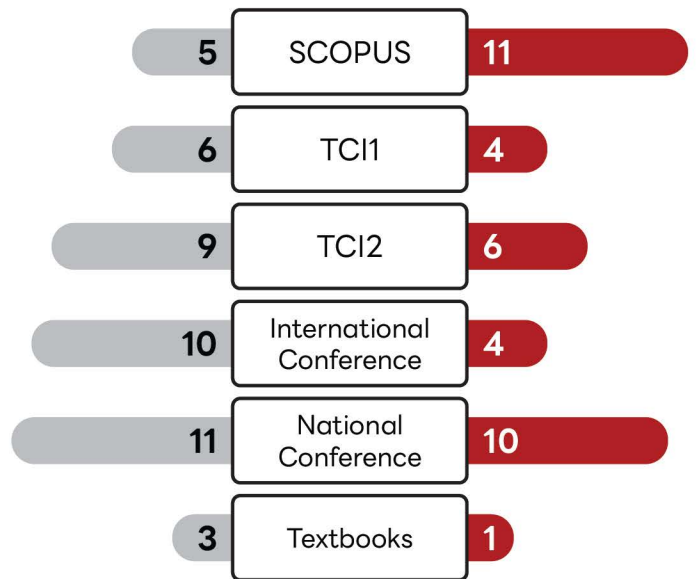 5 SCOPUS 11
6 TCI1 4
9 TCI2 6
10 International
Conference 4
11 National
Conference 10
3 Textbooks 1